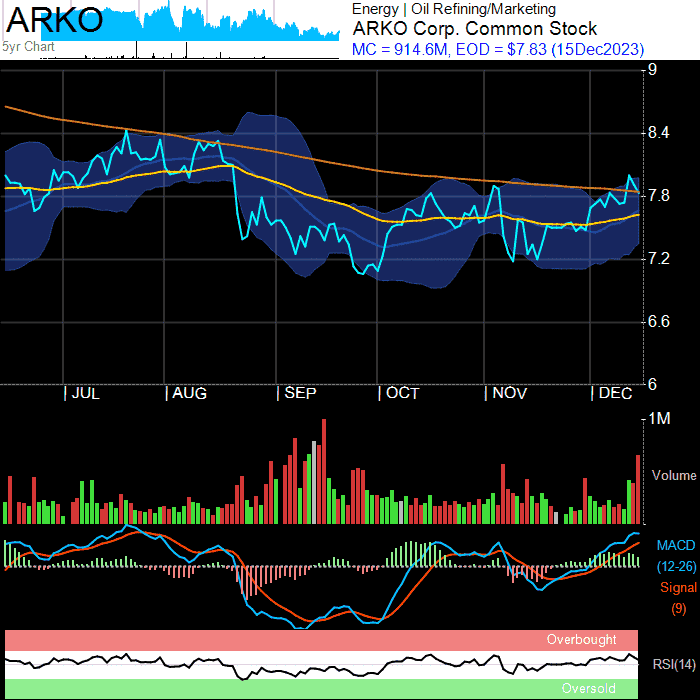 ARKO
5yr Chart
Energy | Oil Refining/Marketing
ARKO Corp. Common Stock
MC = 914.6M, EOD = $7.83 (15Dec2023)
9
8.4
7.8
7.2
6.6
6
| JUL | AUG | SEP | OCT | NOV | DEC
1M
Volume
MACD
(12-26)
Signal
(9)
Overbought
RSI(14)
Oversold